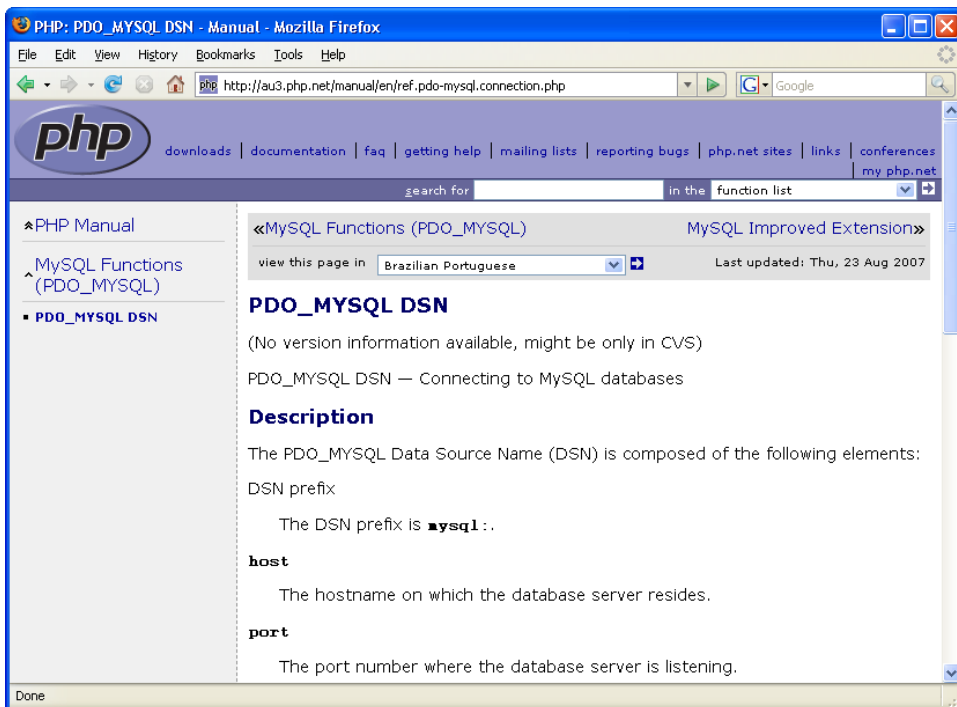 PHP: PDO_MYSQL DSN - Manual - Mozilla Firefox
File Edit View History Bookmarks Tools Help
php http://au3.php.net/manual/en/ref.pdo-mysql.connection.php G Google
php
downloads | documentation | faq | getting help | mailing lists | reporting bugs | php.net sites | links | conferences
| my php.net
search for in the function list
«MySQL Functions (PDO_MYSQL) MySQL Improved Extension»
view this page in Brazilian Portuguese Last updated: Thu, 23 Aug 2007
PHP Manual
MySQL Functions
(PDO_MYSQL)
PDO_MYSQL DSN
PDO_MYSQL DSN
(No version information available, might be only in CVS)
PDO_MYSQL DSN — Connecting to MySQL databases
Description
The PDO_MYSQL Data Source Name (DSN) is composed of the following elements:
DSN prefix
The DSN prefix is mysql:.
host
The hostname on which the database server resides.
port
The port number where the database server is listening.
Done